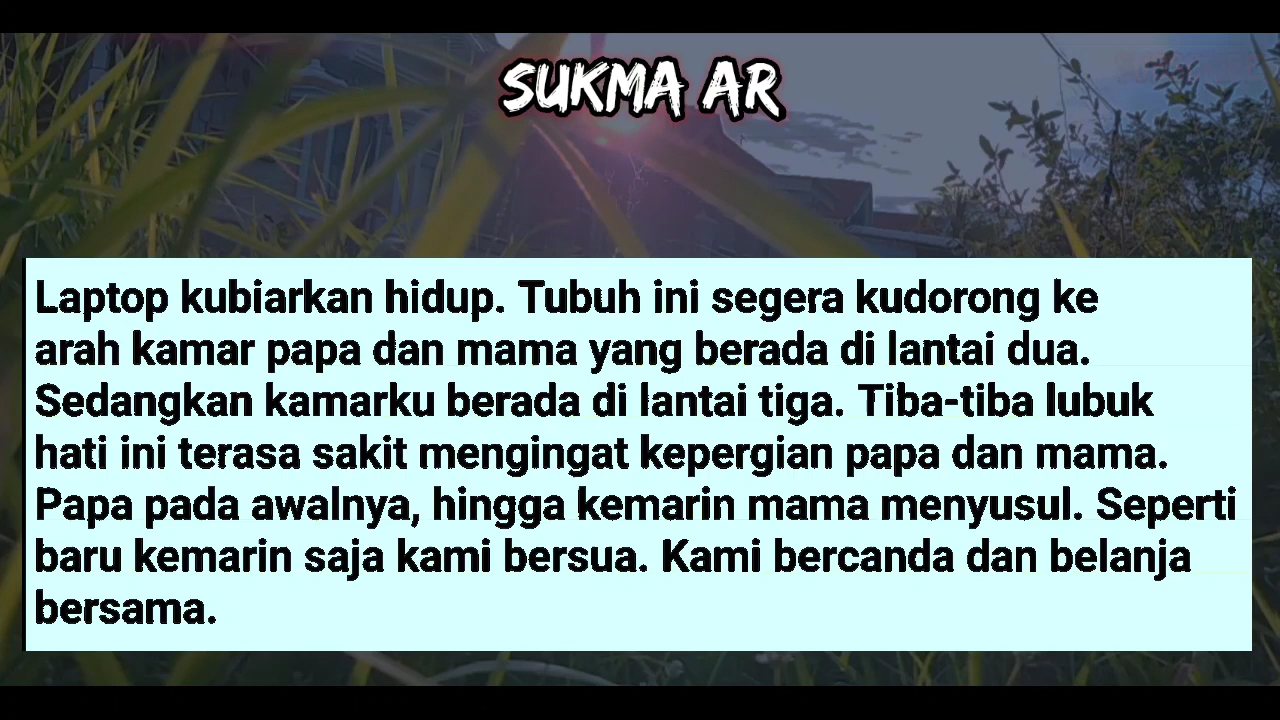 SUKMA AR
Laptop kubiarkan hidup. Tubuh ini segera kudorong ke
arah kamar papa dan mama yang berada di lantai dua.
Sedangkan kamarku berada di lantai tiga. Tiba-tiba lubuk
hati ini terasa sakit mengingat kepergian papa dan mama.
Papa pada awalnya, hingga kemarin mama menyusul. Seperti
baru kemarin saja kami bersua. Kami bercanda dan belanja
bersama.